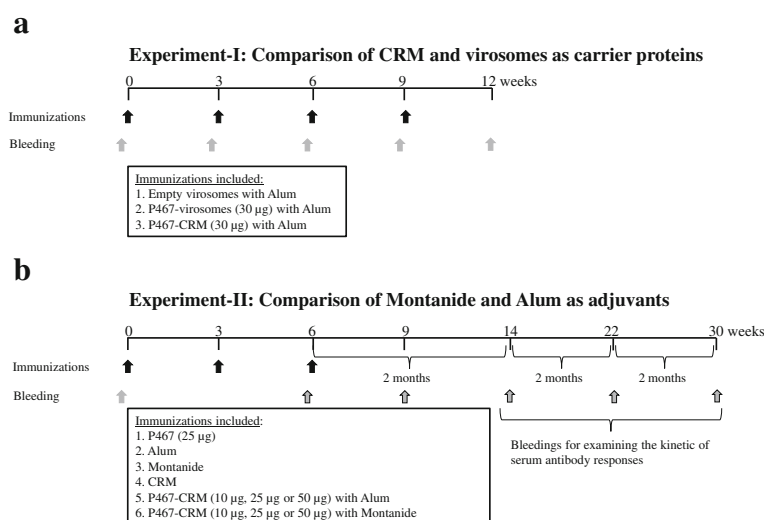 a
Experiment-I: Comparison of CRM and virosomes as carrier proteins
0 3 6 9 12 weeks
Immunizations
Bleeding
Immunizations included:
1. Empty virosomes with Alum
2. P467-virosomes (30 µg) with Alum
3. P467-CRM (30 µg) with Alum
b
Experiment-II: Comparison of Montanide and Alum as adjuvants
0 3 6 9 14 22 30 weeks
Immunizations
2 months 2 months 2 months
Bleeding
Immunizations included:
1. P467 (25 µg)
2. Alum
3. Montanide
4. CRM
5. P467-CRM (10 µg, 25 µg or 50 µg) with Alum
6. P467-CRM (10 µg, 25 µg or 50 µg) with Montanide
Bleedings for examining the kinetic of
serum antibody responses